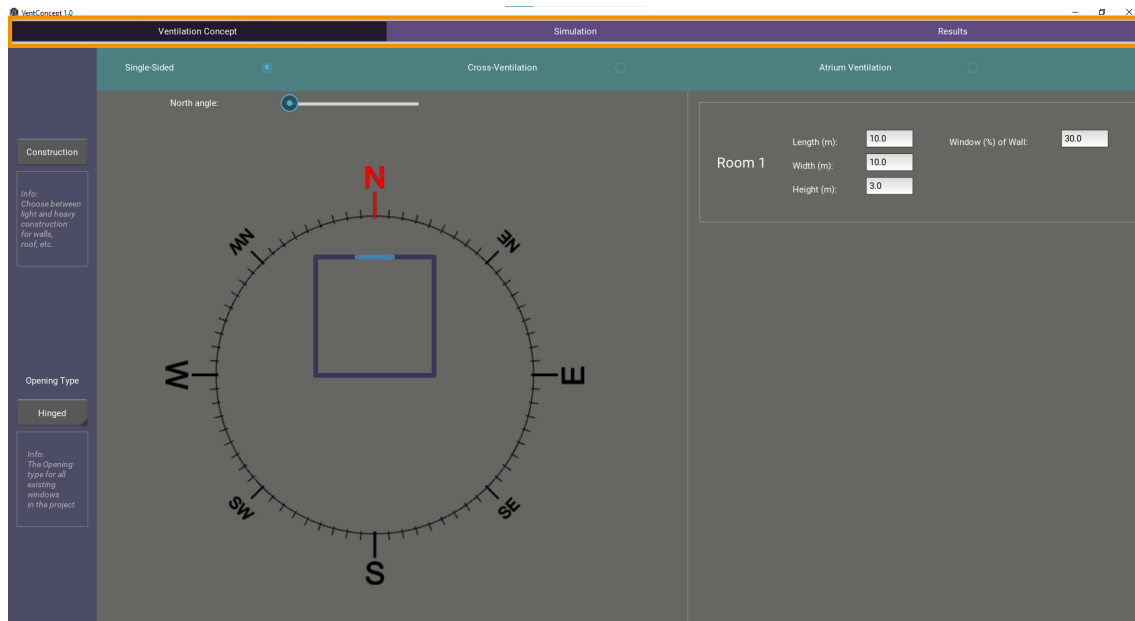 VentConcept 1.0
Ventilation Concept
Simulation
Results
Single-Sided
Cross-Ventilation
Atrium Ventilation
North angle:
Construction
Info:
Choose between
light and heavy
construction
for walls,
roof, etc.
Opening Type
Hinged
Info:
The Opening
type for all
existing
windows
in the project.
N
NE
E
SE
S
SW
W
NW
Room 1
Length (m):
10.0
Width (m):
10.0
Height (m):
3.0
Window (%) of Wall:
30.0